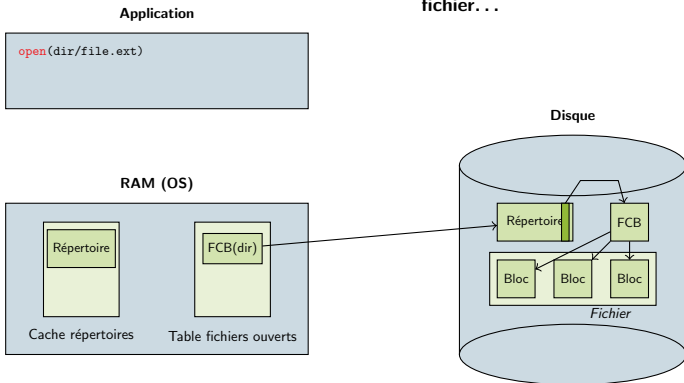 fichier. . .
Application
open(dir/file.ext)
Disque
RAM (OS)
Répertoire
FCB
Répertoire
FCB(dir)
Bloc
Bloc
Bloc
Fichier
Cache répertoires
Table fichiers ouverts